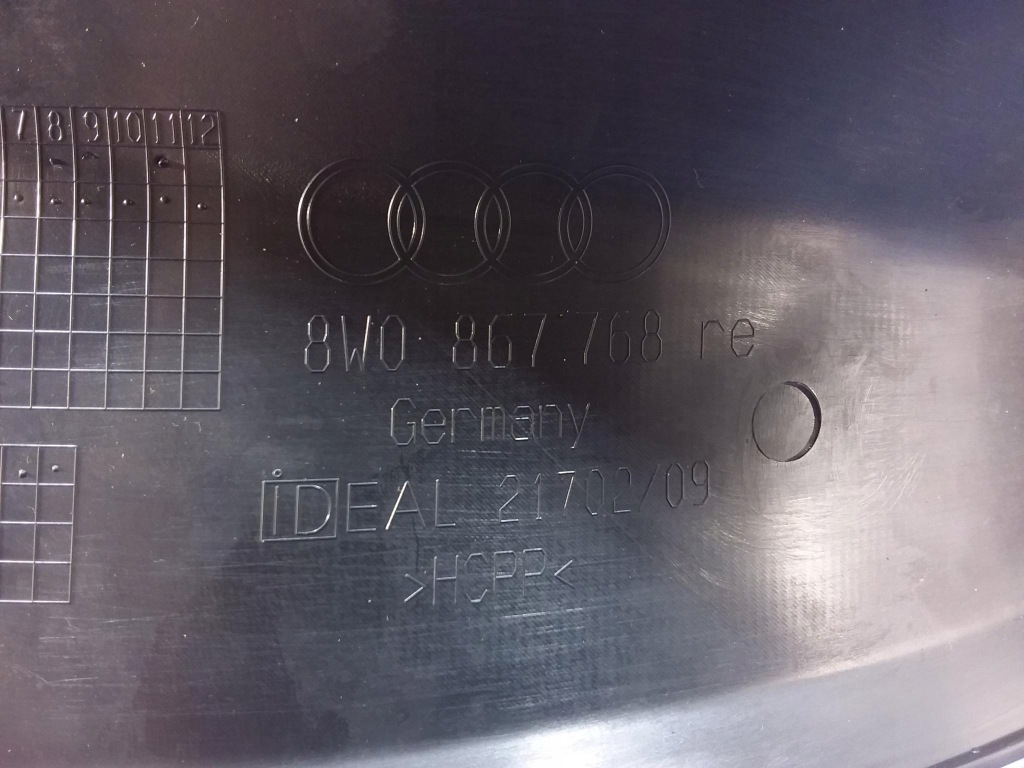 7 8 9 10 11 12
8W0 867 768 re
Germany
iDEAL 21702/09
>HCPP<